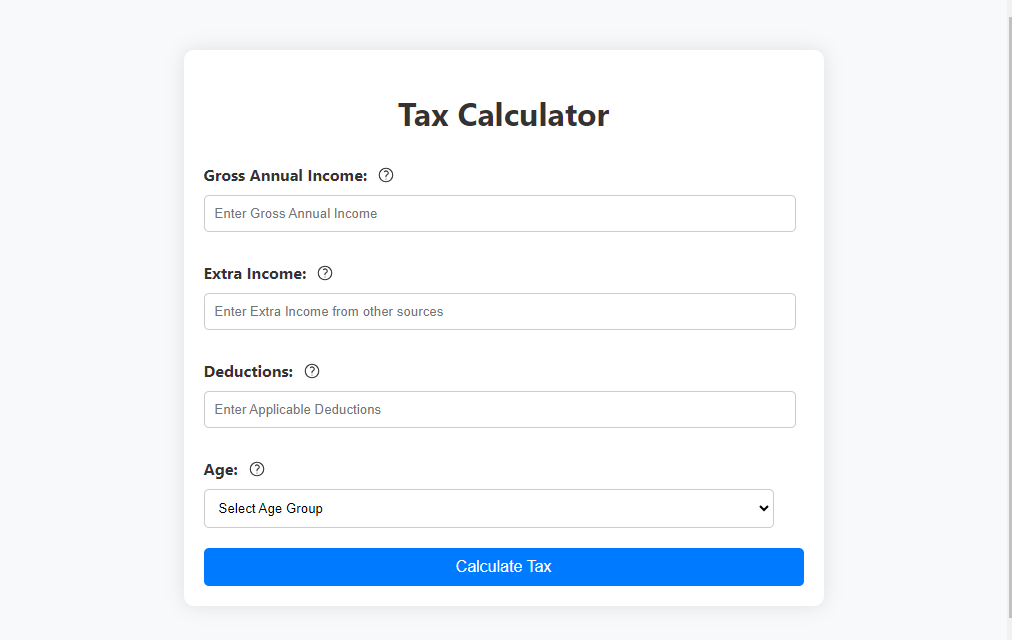 Tax Calculator
Gross Annual Income:
Enter Gross Annual Income
Extra Income:
Enter Extra Income from other sources
Deductions:
Enter Applicable Deductions
Age:
Select Age Group
Calculate Tax